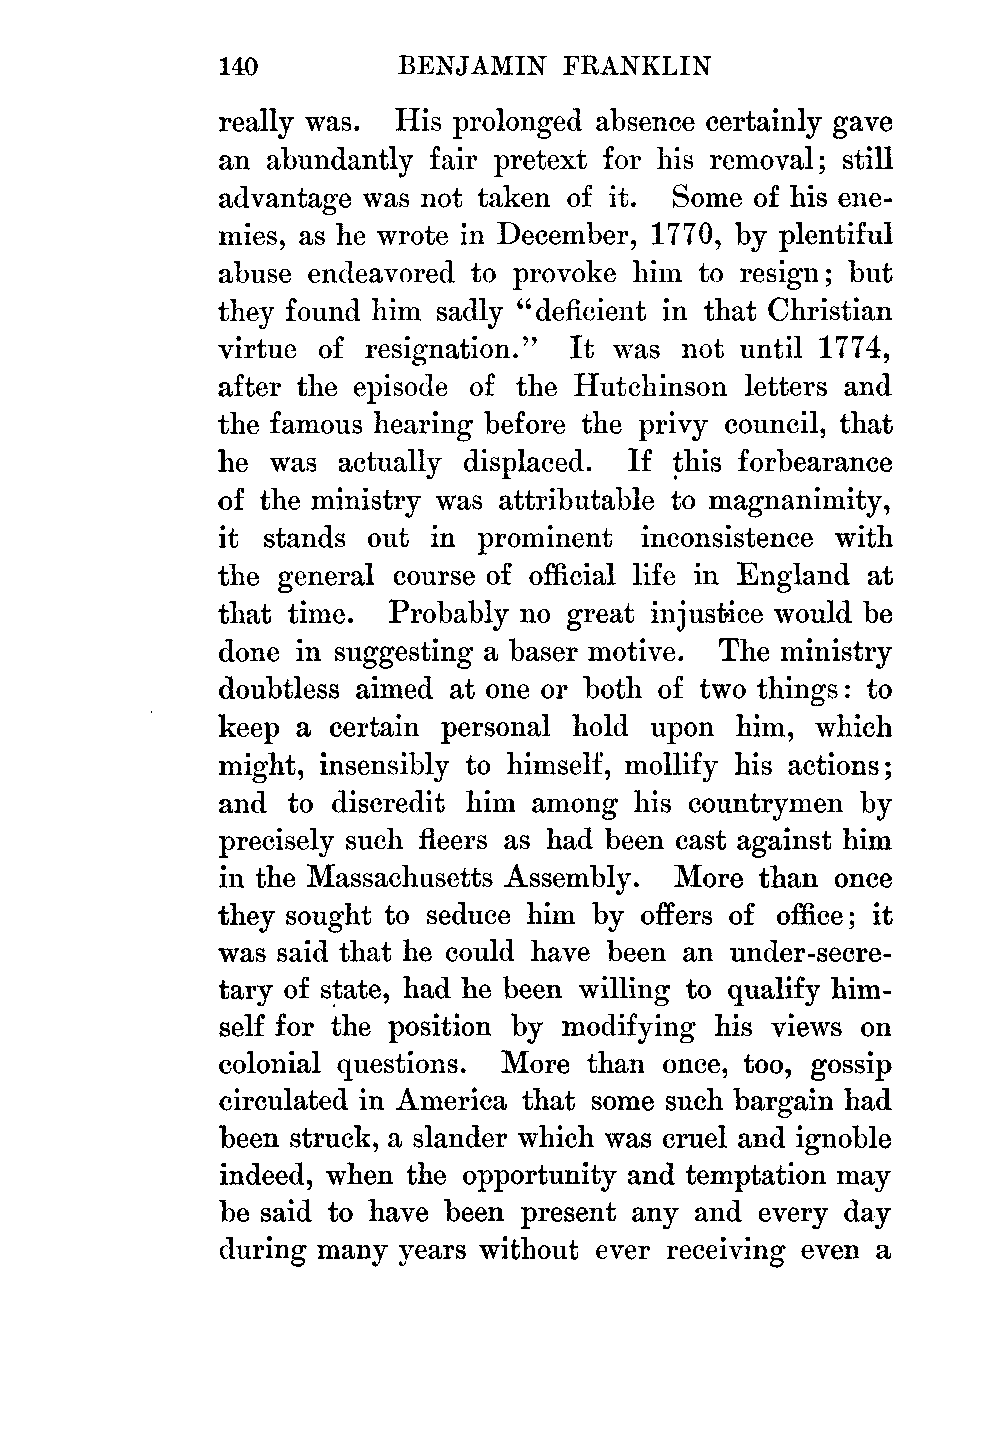 140 BENJAMIN FRANKLIN
really was. His prolonged absence certainly gave
an abundantly fair pretext for his removal; still
advantage was not taken of it. Some of his ene-
mies, as he wrote in December, 1770, by plentiful
abuse endeavored to provoke him to resign; but
they found him sadly "deficient in that Christian
virtue of resignation." It was not until 1774,
after the episode of the Hutchinson letters and
the famous hearing before the privy council, that
he was actually displaced. If this forbearance
of the ministry was attributable to magnanimity,
it stands out in prominent inconsistence with
the general course of official life in England at
that time. Probably no great injustice would be
done in suggesting a baser motive. The ministry
doubtless aimed at one or both of two things: to
keep a certain personal hold upon him, which
might, insensibly to himself, mollify his actions;
and to discredit him among his countrymen by
precisely such fleers as had been cast against him
in the Massachusetts Assembly. More than once
they sought to seduce him by offers of office; it
was said that he could have been an under-secre-
tary of state, had he been willing to qualify him-
self for the position by modifying his views on
colonial questions. More than once, too, gossip
circulated in America that some such bargain had
been struck, a slander which was cruel and ignoble
indeed, when the opportunity and temptation may
be said to have been present any and every day
during many years without ever receiving even a